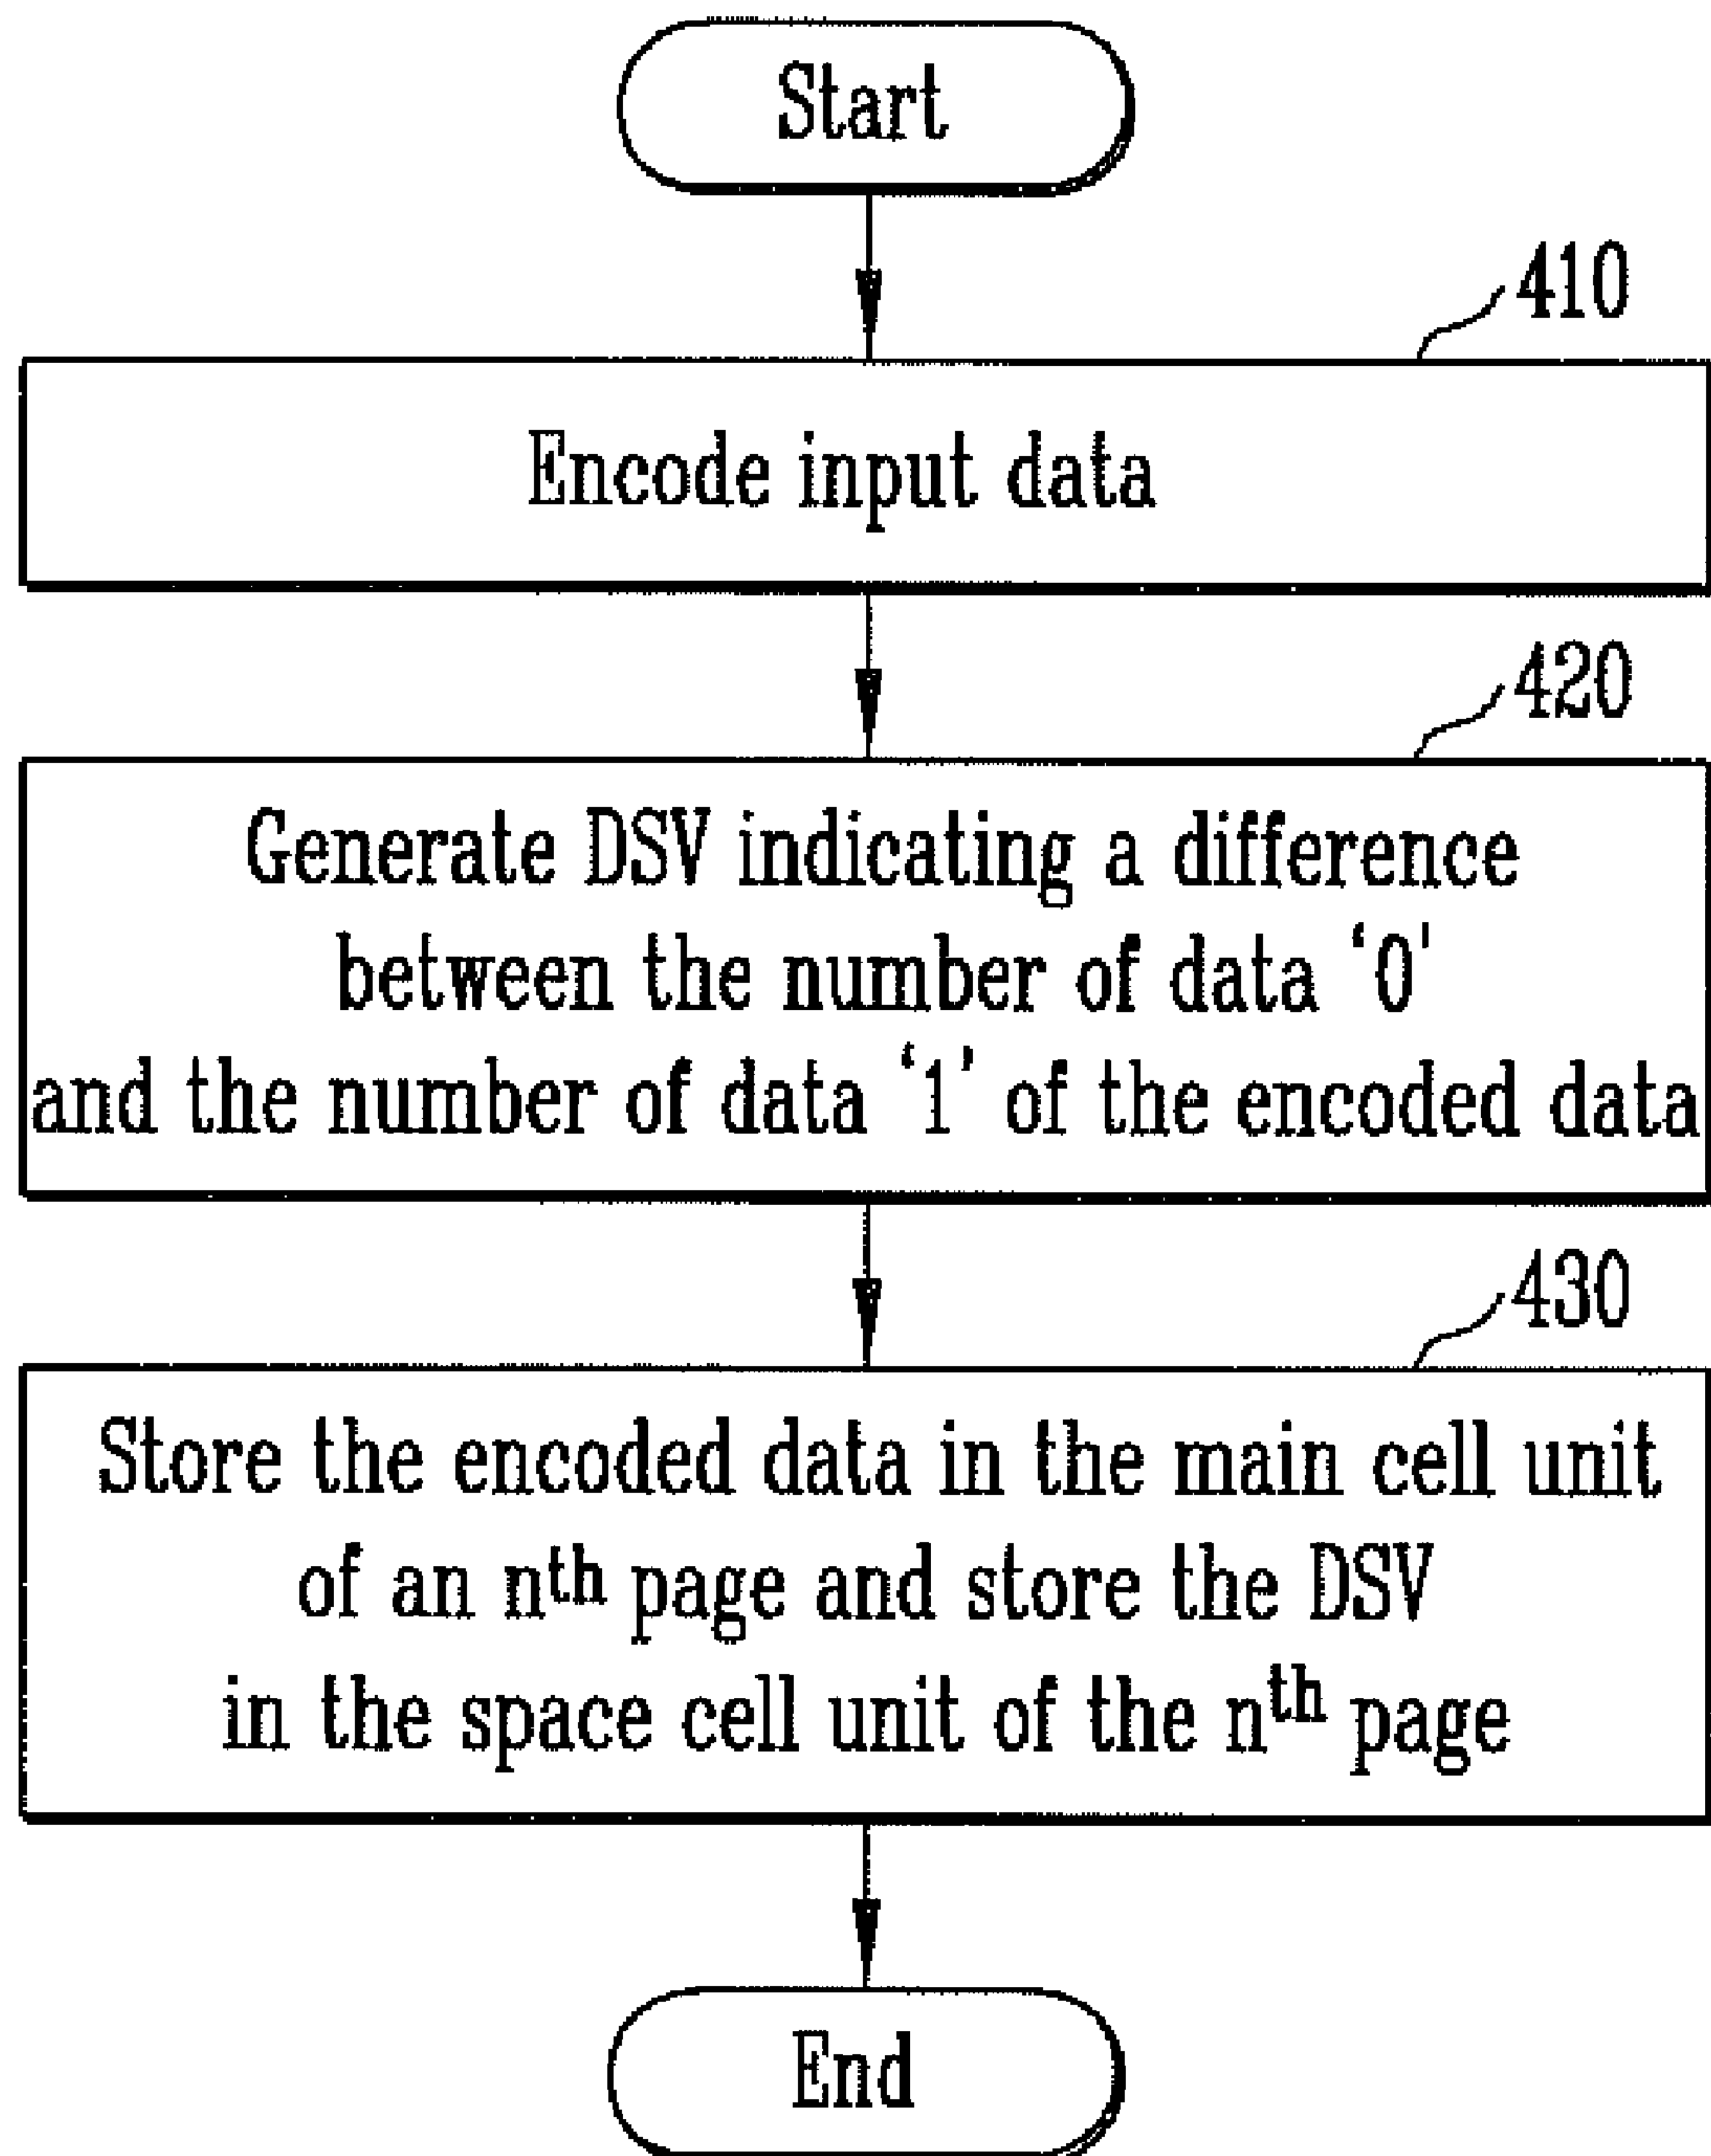 Start
410
Encode input data
420
Generate DSV indicating a difference
between the number of data ‘0’
and the number of data ‘1’ of the encoded data
430
Store the encoded data in the main cell unit
of an nth page and store the DSV
in the space cell unit of the nth page
End